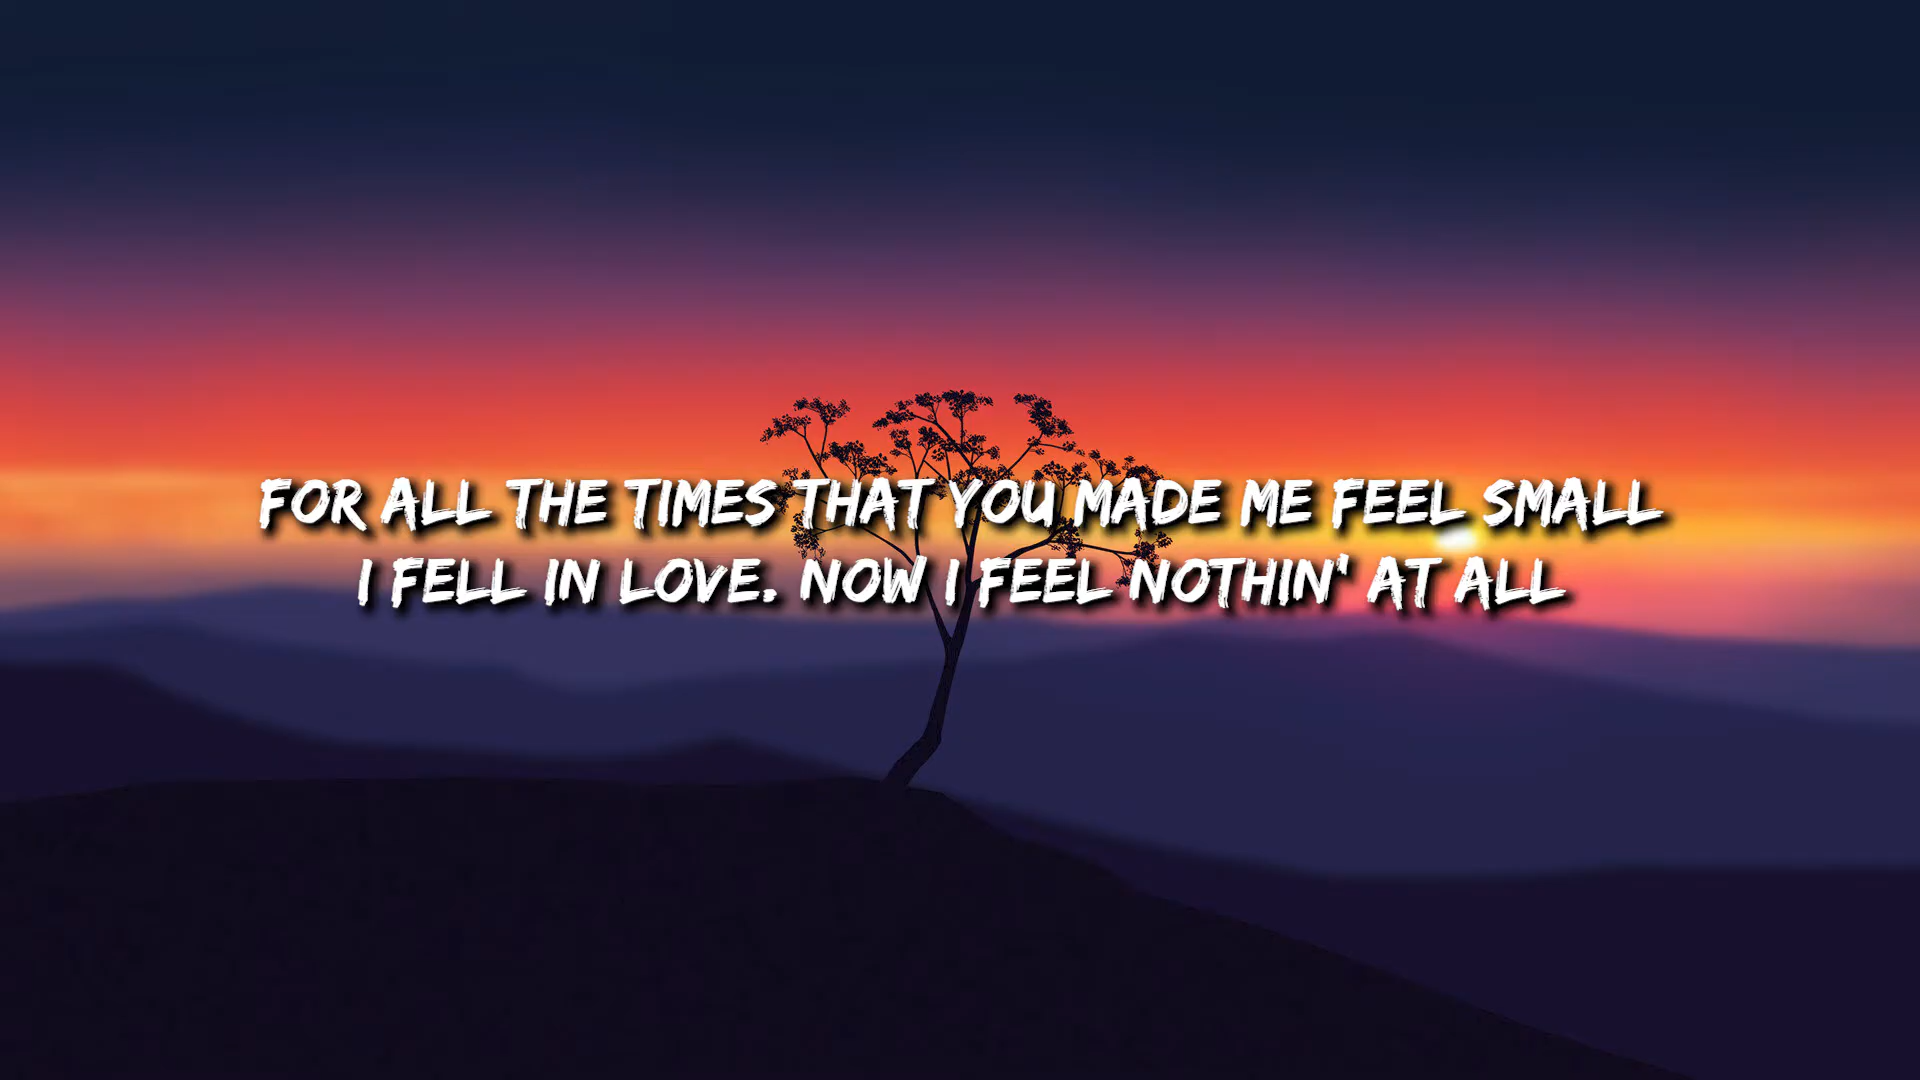 FOR ALL THE TIMES THAT YOU MADE ME FEEL SMALL
I FELL IN LOVE. NOW I FEEL NOTHIN' AT ALL